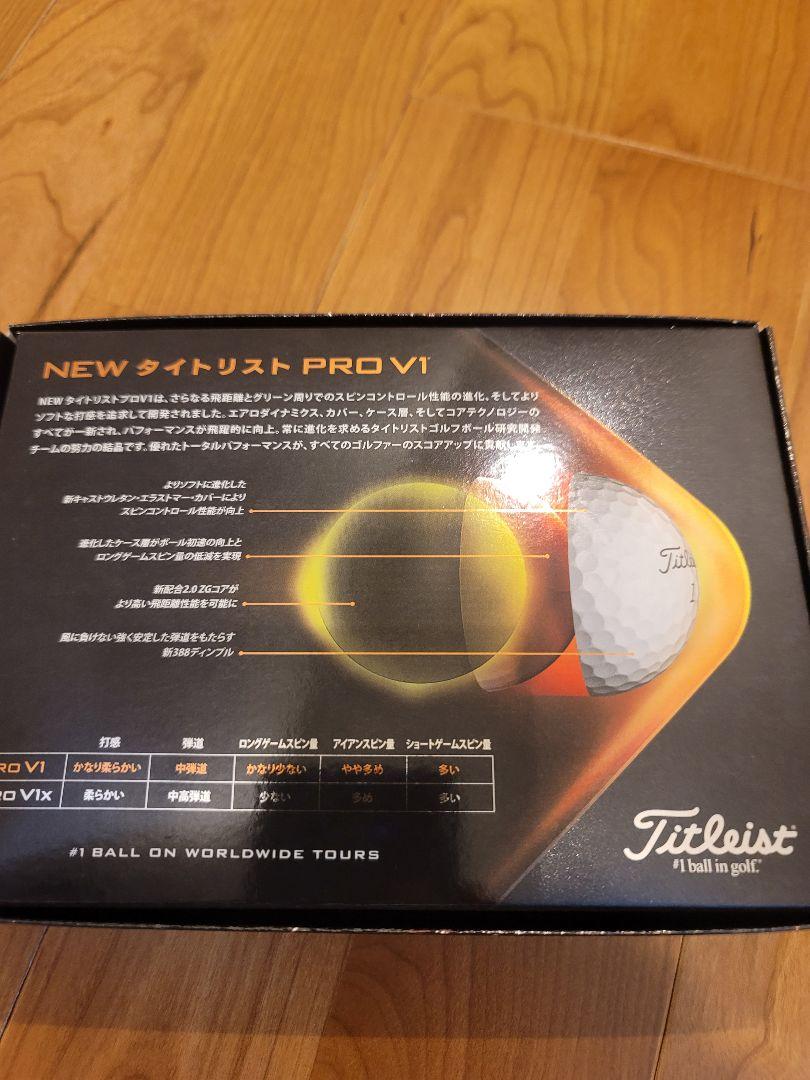 NEW タイトリスト PRO V1
NEW タイトリストプロV1は、さらなる飛距離とグリーン周りでのスピンコントロール性能の進化、そしてより
ソフトな打感を追求して開発されました。エアロダイナミクス、カバー、ケース層、そしてコアテクノロジーの
すべてが一新され、パフォーマンスが飛躍的に向上。常に進化を求めるタイトリストゴルフボール研究開発
チームの努力の結晶です。優れたトータルパフォーマンスが、すべてのゴルファーのスコアアップに貢献します。
よりソフトに進化した
新キャストウレタン・エラストマー・カバーにより
スピンコントロール性能が向上
進化したケース層がボール初速の向上と
ロングゲームスピン量の低減を実現
新配合2.0 ZGコアが
より高い飛距離性能を可能に
風に負けない強く安定した弾道をもたらす
新388ディンプル
Titleis
1
打感 弾道 ロングゲームスピン量 アイアンスピン量 ショートゲームスピン量
RO V1 かなり柔らかい 中弾道 かなり少ない やや多め 多い
RO V1x 柔らかい 中高弾道 少ない 多め 多い
#1 BALL ON WORLDWIDE TOURS
Titleist
#1 ball in golf.®